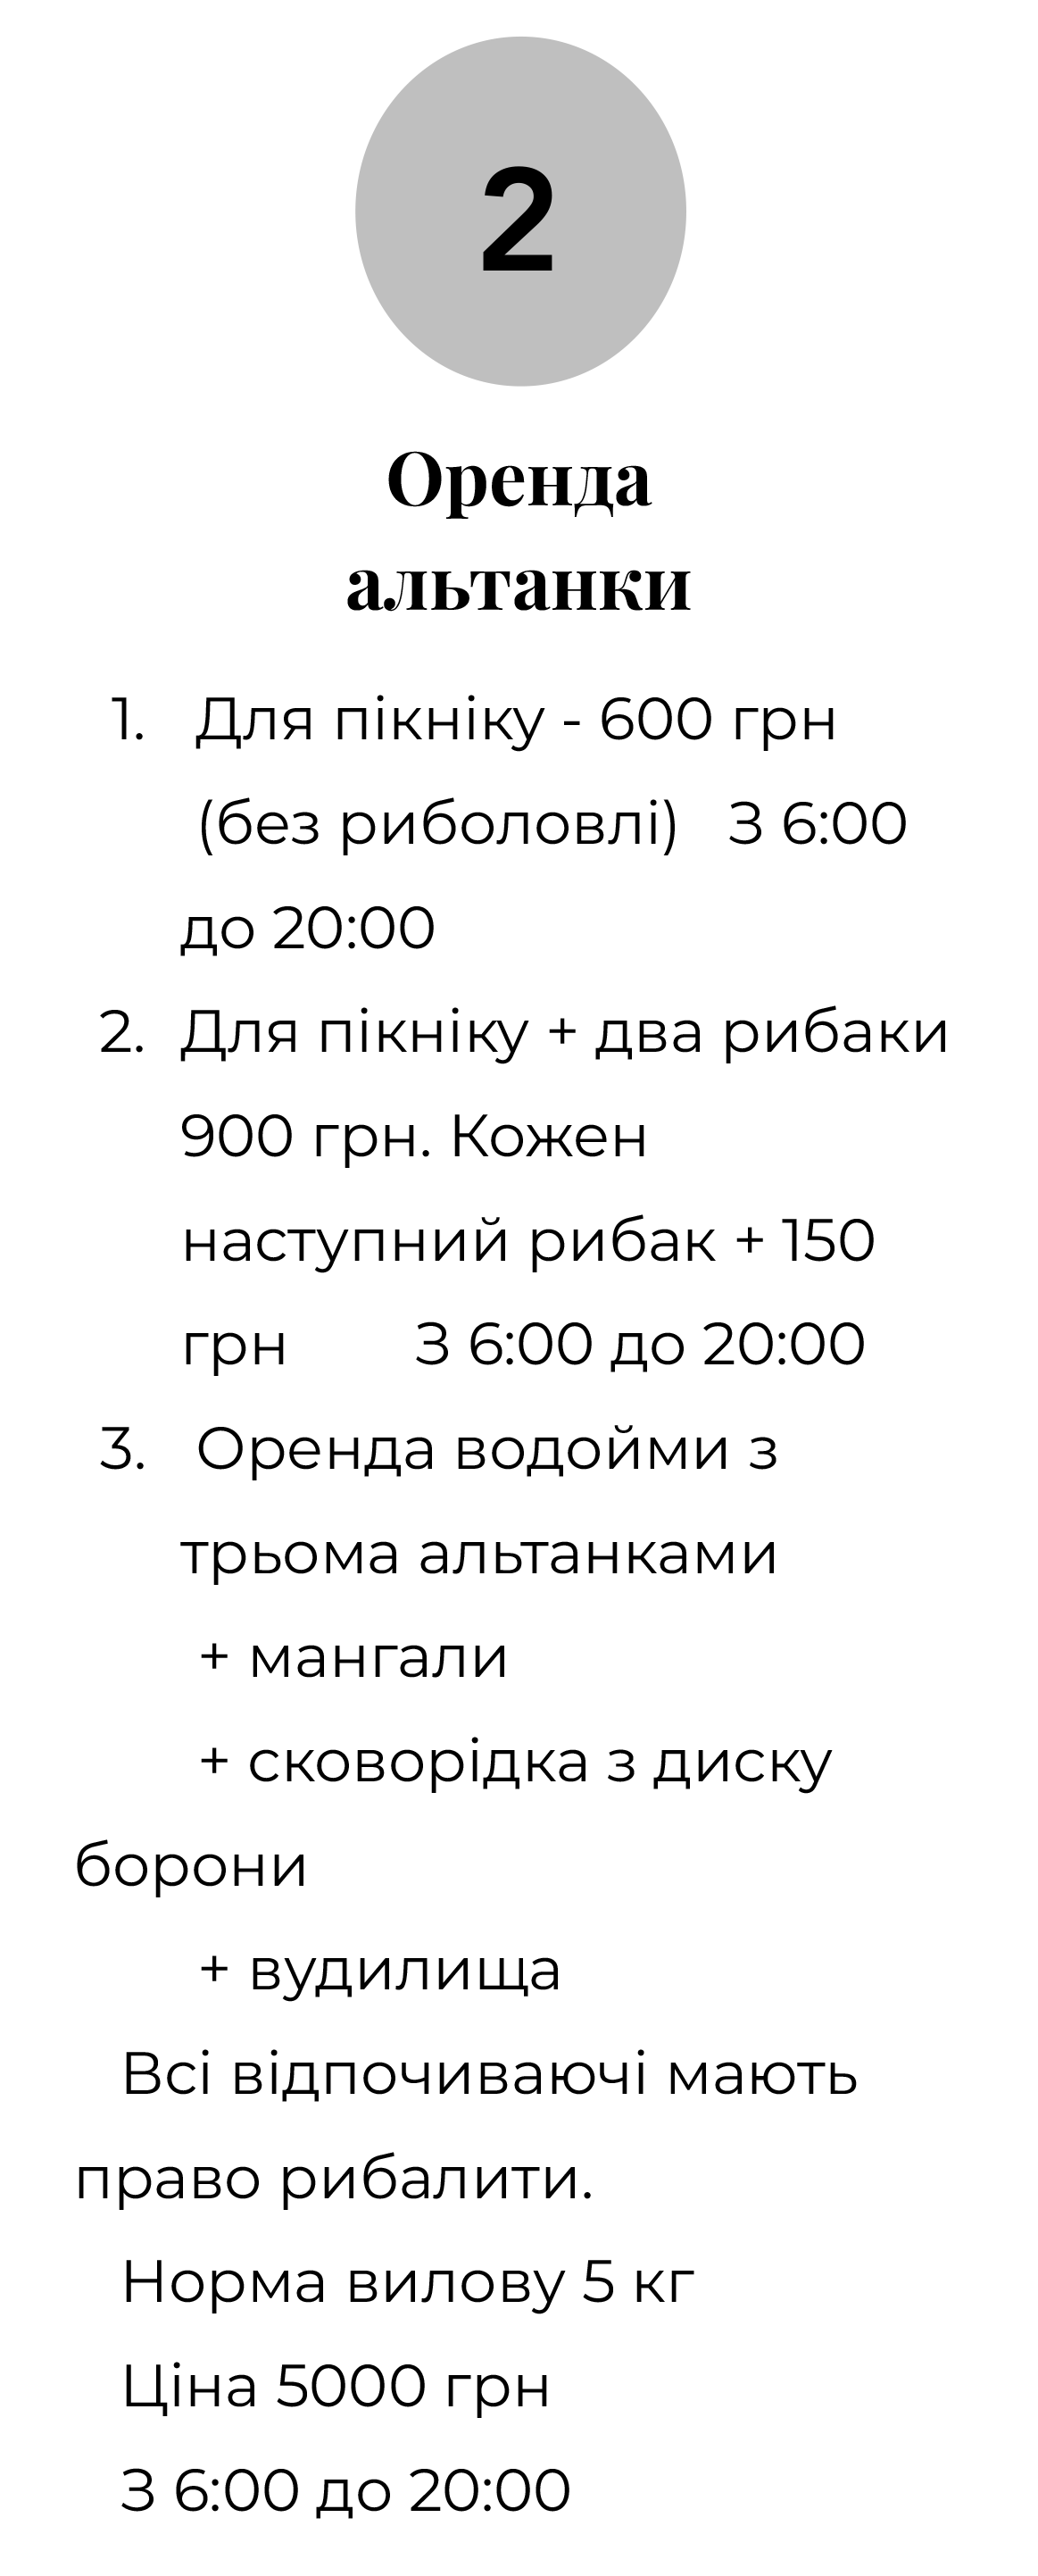 2
Оренда
альтанки
1. Для пікніку - 600 грн
(без риболовлі) З 6:00
до 20:00
2. Для пікніку + два рибаки
900 грн. Кожен
наступний рибак + 150
грн З 6:00 до 20:00
3. Оренда водойми з
трьома альтанками
+ мангали
+ сковорідка з диску
борони
+ вудилища
Всі відпочиваючі мають
право рибалити.
Норма вилову 5 кг
Ціна 5000 грн
З 6:00 до 20:00